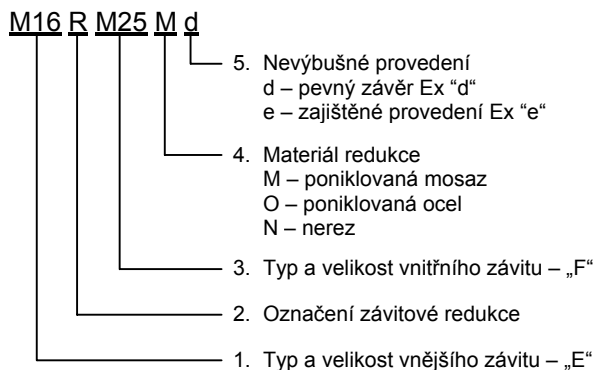 M16 R M25 M d
5. Nevýbušné provedení
d – pevný závěr Ex “d“
e – zajištěné provedení Ex “e“
4. Materiál redukce
M – poniklovaná mosaz
O – poniklovaná ocel
N – nerez
3. Typ a velikost vnitřního závitu – „F“
2. Označení závitové redukce
1. Typ a velikost vnějšího závitu – „E“